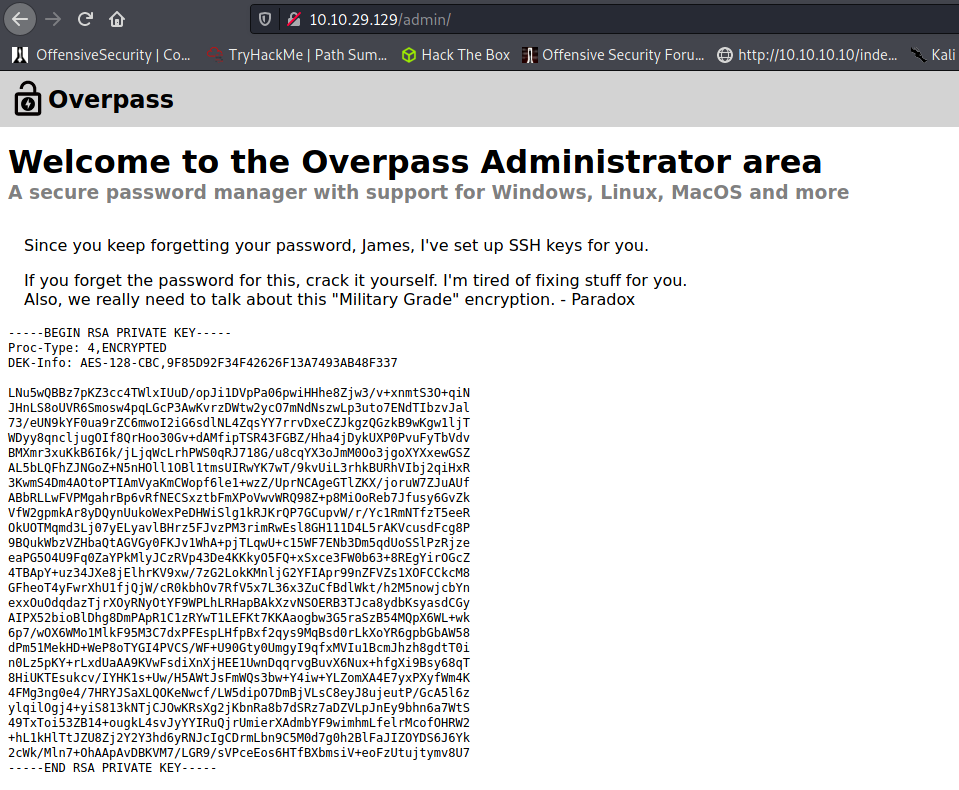 10.10.29.129/admin/
OffensiveSecurity | Co... TryHackMe | Path Sum... Hack The Box Offensive Security Foru... http://10.10.10.10/inde... Kali
Overpass
Welcome to the Overpass Administrator area
A secure password manager with support for Windows, Linux, MacOS and more
Since you keep forgetting your password, James, I've set up SSH keys for you.
If you forget the password for this, crack it yourself. I'm tired of fixing stuff for you.
Also, we really need to talk about this "Military Grade" encryption. - Paradox
-----BEGIN RSA PRIVATE KEY-----
Proc-Type: 4,ENCRYPTED
DEK-Info: AES-128-CBC,9F85D92F34F42626F13A7493AB48F337
LNu5wQBBz7pKZ3cc4TWlxIUuD/opJi1DVpPa06pwiHHhe8Zjw3/v+xnmtS3O+qiN
JHnLS8oUVR6Smosw4pqLGcP3AwKvrzDWtw2ycO7mNdNszwLp3uto7ENdTIbzvJal
73/eUN9kYF0ua9rZC6mwoI2iG6sdlNL4ZqsYY7rrvDxeCZJkgzQGzkB9wKgw1ljT
WDyy8qncljugOIf8QrHoo30Gv+dAMfipTSR43FGBZ/Hha4jDykUXP0PvuFyTbVdv
BMXmr3xuKkB6I6k/jLjqWcLrhPWS0qRJ718G/u8cqYX3oJmM0Oo3jgoXYXxewGSZ
AL5bLQFhZJNGoZ+N5nHOll1OBl1tmsUIRwYK7wT/9kvUiL3rhkBURhVIbj2qiHxR
3KwmS4Dm4AOtoPTIAmVyaKmCWopf6le1+wzZ/UprNCAgeGTlZKX/joruW7ZJuAUf
ABbRLLwFVPMgahrBp6vRfNECSxztbFmXPoVwvWRQ98Z+p8MiOoReb7Jfusy6GvZk
VfW2gpmkAr8yDQynUukoWexPeDHWiSlg1kRJKrQP7GCupvW/r/Yc1RmNTfzT5eeR
OkUOTMqmd3Lj07yELyavlBHrz5FJvzPM3rimRwEsl8GH111D4L5rAKVcusdFcg8P
9BQukWbzVZHbaQtAGVGy0FKJv1WhA+pjTLqwU+c15WF7ENb3Dm5qdUoSSlPzRjze
eaPG5O4U9Fq0ZaYPkMlyJCzRVp43De4KKkyO5FQ+xSxce3FW0b63+8REgYirOGcZ
4TBApY+uz34JXe8jElhrKV9xw/7zG2LokKMnljG2YFIApr99nZFVZs1XOFCCkcM8
GFheoT4yFwrXhU1fjQjW/cR0kbhOv7RfV5x7L36x3ZuCfBdlWkt/h2M5nowjcbYn
exxOuOdqdazTjrXOyRNyOtYF9WPLhLRHapBAkXzvNSOERB3TJca8ydbKsyasdCGy
AIPX52bioBlDhg8DmPApR1C1zRYwT1LEFKt7KKAaogbw3G5raSzB54MQpX6WL+wk
6p7/wOX6WMo1MlkF95M3C7dxPFEspLHfpBxf2qys9MqBsd0rLkXoYR6gpbGbAW58
dPm51MekHD+WeP8oTYGI4PVCS/WF+U90Gty0UmgyI9qfxMVIu1BcmJhzh8gdtT0i
n0Lz5pKY+rLxdUaAA9KVwFsdiXnXjHEE1UwnDqqrvgBuvX6Nux+hfgXi9Bsy68qT
8HiUKTEsukcv/IYHK1s+Uw/H5AWtJsFmWQs3bw+Y4iw+YLZomXA4E7yxPXyfWm4K
4FMg3ng0e4/7HRYJSaXLQOKeNwcf/LW5dipO7DmBjVLsC8eyJ8ujeutP/GcA5l6z
ylqilOgj4+yiS813kNTjCJOwKRsXg2jKbnRa8b7dSRz7aDZVLpJnEy9bhn6a7WtS
49TxToi53ZB14+ougkL4svJyYYIRuQjrUmierXAdmbYF9wimhmLfelrMcofOHRW2
+hL1kHlTtJZU8Zj2Y2Y3hd6yRNJcIgCDrmLbn9C5M0d7g0h2BlFaJIZOYDS6J6Yk
2cWk/Mln7+OhAApAvDBKVM7/LGR9/sVPceEos6HTfBXbmsiV+eoFzUtujtymv8U7
-----END RSA PRIVATE KEY-----